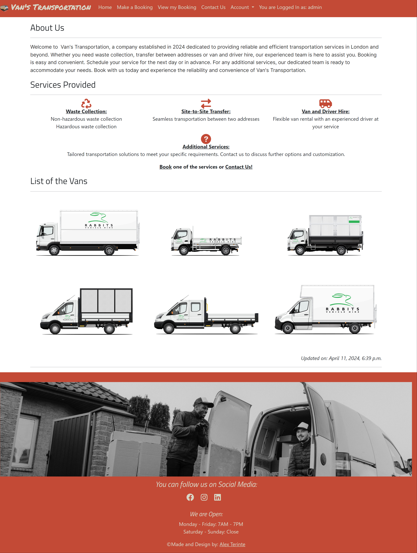 VAN'S TRANSPORTATION
Home Make a Booking View my Booking Contact Us Account You are Logged In as: admin
About Us
Welcome to Van's Transportation, a company established in 2024 dedicated to providing reliable and efficient transportation services in London and
beyond. Whether you need waste collection, transfer between addresses or van and driver hire, our experienced team is here to assist you. Booking
is easy and convenient. Schedule your service for the next day or in advance. For any additional services, our dedicated team is ready to
accommodate your needs. Book with us today and experience the reliability and convenience of Van's Transportation.
Services Provided
Waste Collection:
Non-hazardous waste collection
Hazardous waste collection
Site-to-Site Transfer:
Seamless transportation between two addresses
Van and Driver Hire:
Flexible van rental with an experienced driver at
your service
Additional Services:
Tailored transportation solutions to meet your specific requirements. Contact us to discuss further options and customization.
Book one of the services or Contact Us!
List of the Vans
RABBITS
RABBITS
RABBITS
RABBITS
Updated on: April 11, 2024, 6:39 p.m.
You can follow us on Social Media:
We are Open:
Monday - Friday: 7AM - 7PM
Saturday - Sunday: Close
©Made and Design by: Alex Terinte